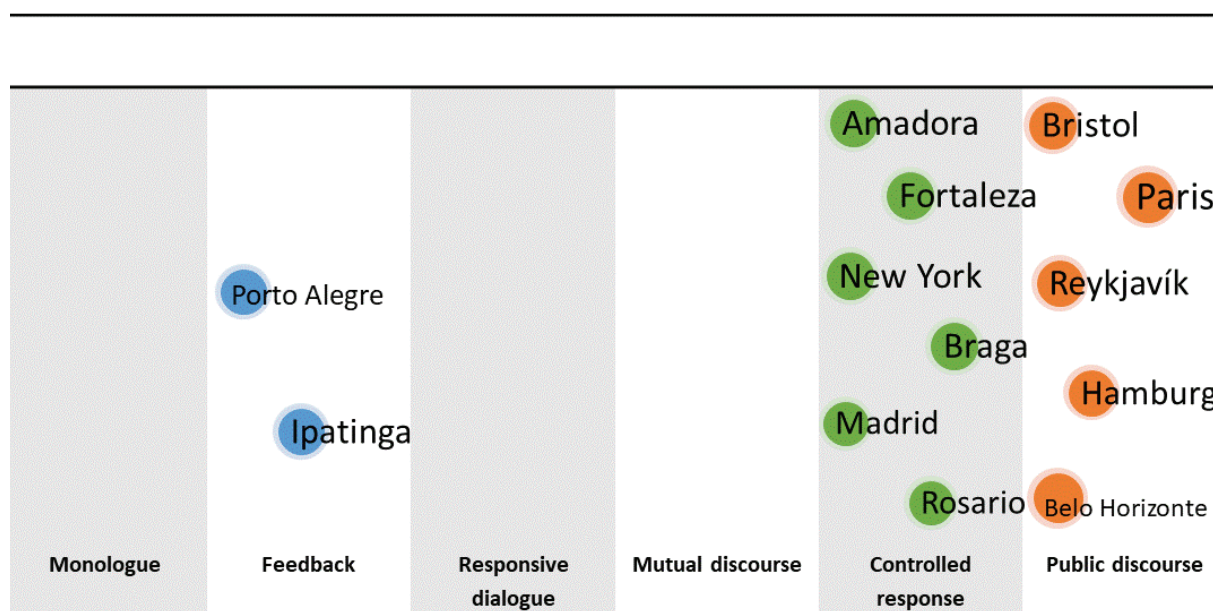 Amadora
Bristol
Fortaleza
Paris
Porto Alegre
New York
Reykjavík
Braga
Hamburg
Ipatinga
Madrid
Rosario
Belo Horizonte
Monologue
Feedback
Responsive
dialogue
Mutual discourse
Controlled
response
Public discourse